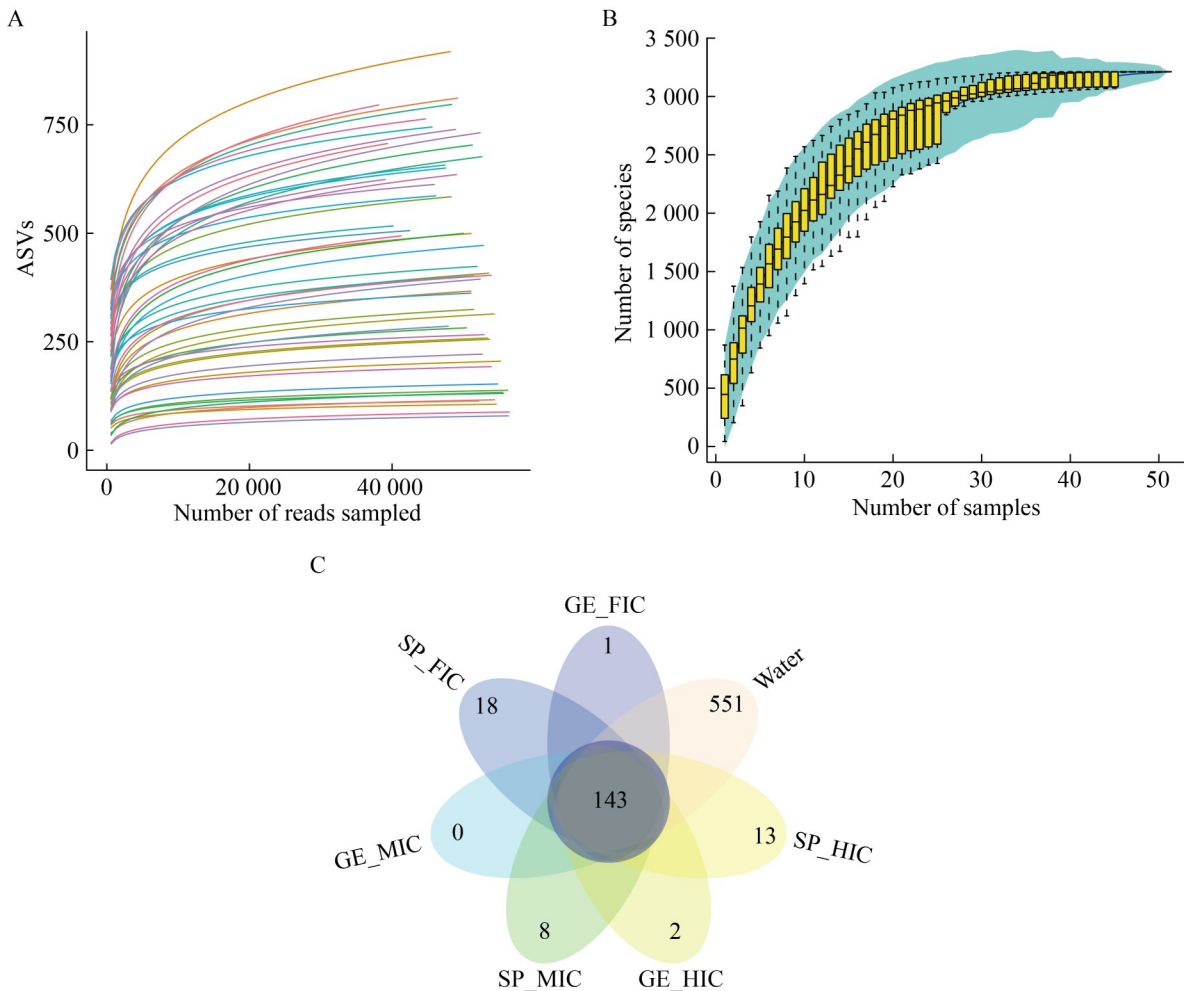 A
750
500
250
0
ASVs
0
20 000
40 000
Number of reads sampled
B
3 500
3 000
2 500
2 000
1 500
1 000
500
0
Number of species
0
10
20
30
40
50
Number of samples
C
GE_FIC
1
SP_FIC
18
Water
551
143
GE_MIC
0
SP_HIC
13
SP_MIC
8
GE_HIC
2